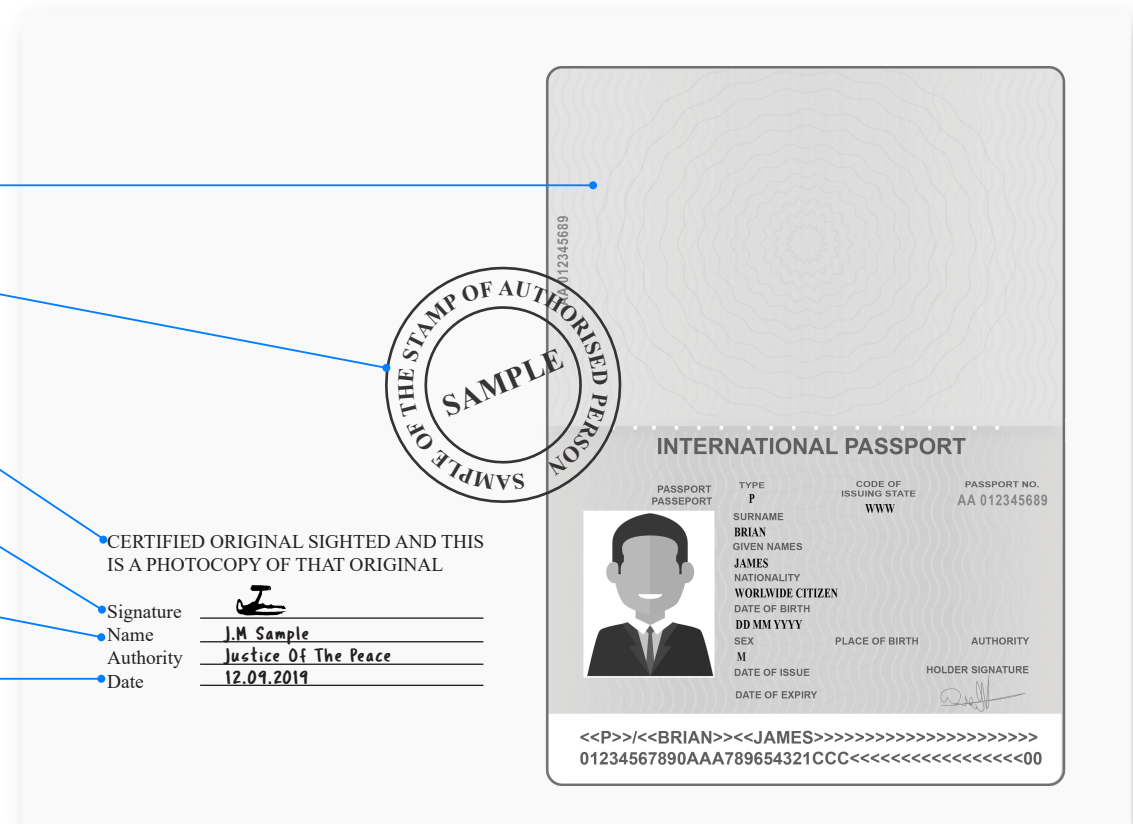 AA 012345689
SAMPLE OF THE STAMP OF AUTHORISED PERSON
SAMPLE
CERTIFIED ORIGINAL SIGHTED AND THIS
IS A PHOTOCOPY OF THAT ORIGINAL
Signature
Name J.M Sample
Authority Justice Of The Peace
Date 12.09.2019
INTERNATIONAL PASSPORT
PASSPORT
PASSEPORT
TYPE
P
CODE OF
ISSUING STATE
WWW
PASSPORT NO.
AA 012345689
SURNAME
BRIAN
GIVEN NAMES
JAMES
NATIONALITY
WORLWIDE CITIZEN
DATE OF BIRTH
DD MM YYYY
SEX
M
PLACE OF BIRTH
AUTHORITY
DATE OF ISSUE
HOLDER SIGNATURE
DATE OF EXPIRY
<<P>>/<<BRIAN>><<JAMES>>>>>>>>>>>>>>>>>>>>>>
01234567890AAA789654321CCC<<<<<<<<<<<<<<<<<00